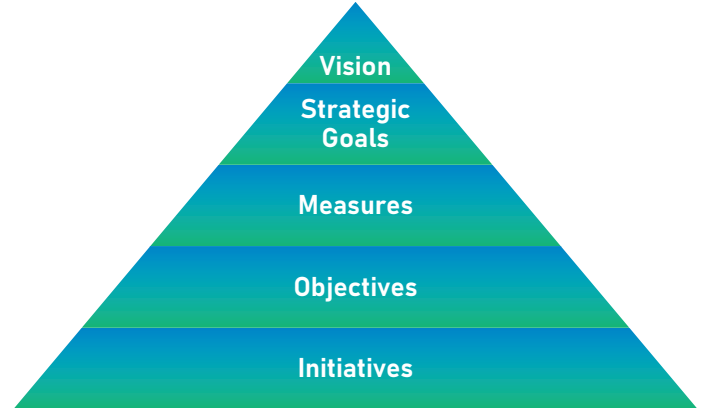 Vision
Strategic
Goals
Measures
Objectives
Initiatives